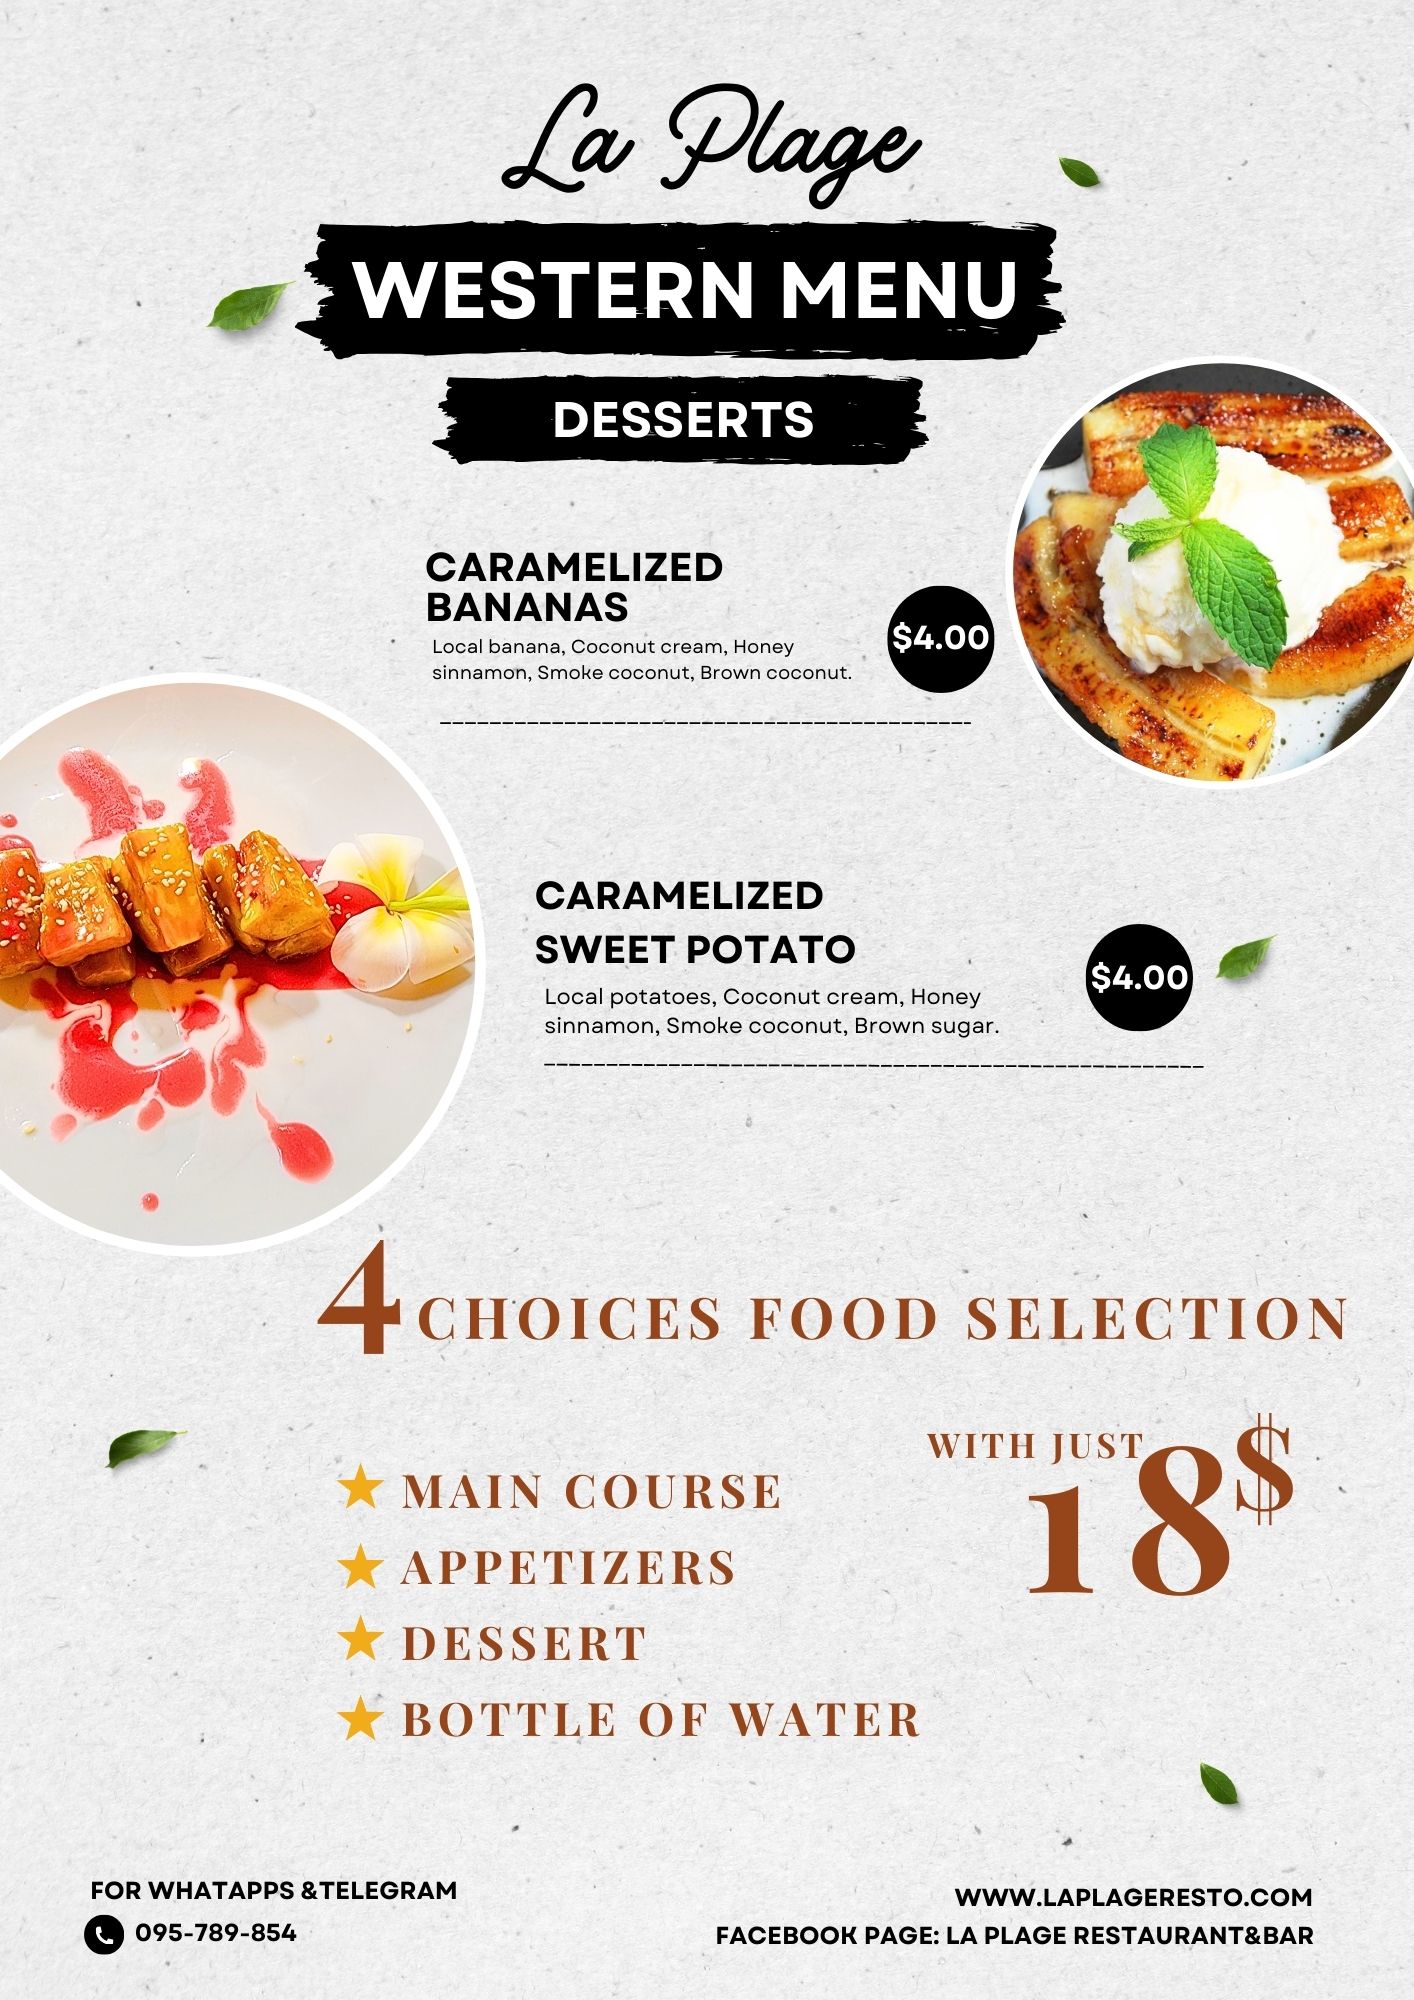 La Plage
WESTERN MENU
DESSERTS
CARAMELIZED
BANANAS
Local banana, Coconut cream, Honey
sinnamon, Smoke coconut, Brown coconut.
$4.00
CARAMELIZED
SWEET POTATO
Local potatoes, Coconut cream, Honey
sinnamon, Smoke coconut, Brown sugar.
$4.00
4 CHOICES FOOD SELECTION
WITH JUST
18$
MAIN COURSE
APPETIZERS
DESSERT
BOTTLE OF WATER
FOR WHATAPPS &TELEGRAM
095-789-854
WWW.LAPLAGERESTO.COM
FACEBOOK PAGE: LA PLAGE RESTAURANT&BAR